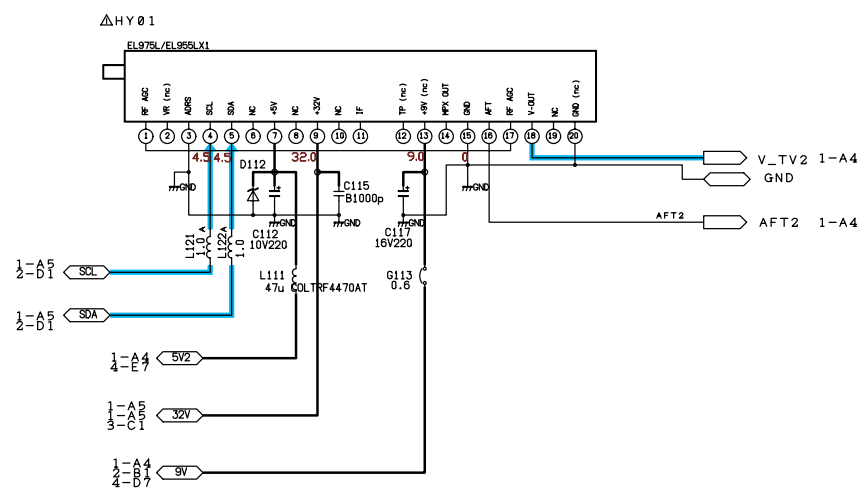 ⚠HY01
EL975L/EL955LX1
RF AGC
VR (nc)
ADRS
SCL
SDA
NC
+5V
NC
+32V
NC
IF
TP (nc)
+9V (nc)
MPX OUT
GND
AFT
RF AGC
V-OUT
NC
GND (nc)
1 2 3 4 5 6 7 8 9 10 11 12 13 14 15 16 17 18 19 20
4.5 4.5 32.0 9.0 0
D112
V_TV2 1-A4
GND
GND
C115
B1000p
GND
GND
GND
GND
C112
10V220
C117
16V220
AFT2
AFT2 1-A4
L121
1.0
L122
1.0
1-A5
2-D1
SCL
L111
47u COLTRF4470AT
G113
0.6
1-A5
2-D1
SDA
1-A4
4-E7
5V2
1-A5
1-A5
3-C1
32V
1-A4
2-B1
4-D7
9V